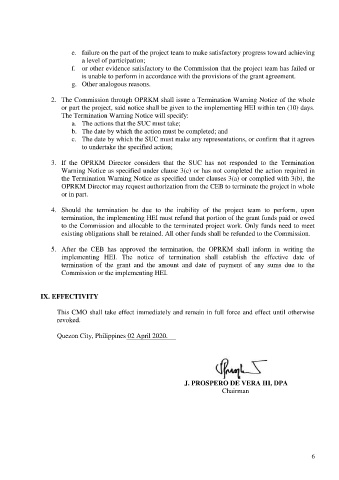 e. failure on the part of the project team to make satisfactory progress toward achieving
a level of participation;
f. or other evidence satisfactory to the Commission that the project team has failed or
is unable to perform in accordance with the provisions of the grant agreement.
g. Other analogous reasons.
2. The Commission through OPRKM shall issue a Termination Warning Notice of the whole
or part the project, said notice shall be given to the implementing HEI within ten (10) days.
The Termination Warning Notice will specify:
a. The actions that the SUC must take;
b. The date by which the action must be completed; and
c. The date by which the SUC must make any representations, or confirm that it agrees
to undertake the specified action;
3. If the OPRKM Director considers that the SUC has not responded to the Termination
Warning Notice as specified under clause 3(c) or has not completed the action required in
the Termination Warning Notice as specified under clauses 3(a) or complied with 3(b), the
OPRKM Director may request authorization from the CEB to terminate the project in whole
or in part.
4. Should the termination be due to the inability of the project team to perform, upon
termination, the implementing HEI must refund that portion of the grant funds paid or owed
to the Commission and allocable to the terminated project work. Only funds need to meet
existing obligations shall be retained. All other funds shall be refunded to the Commission.
5. After the CEB has approved the termination, the OPRKM shall inform in writing the
implementing HEI. The notice of termination shall establish the effective date of
termination of the grant and the amount and date of payment of any sums due to the
Commission or the implementing HEI.
IX. EFFECTIVITY
This CMO shall take effect immediately and remain in full force and effect until otherwise
revoked.
Quezon City, Philippines 02 April 2020.
J. PROSPERO DE VERA III, DPA
Chairman
6